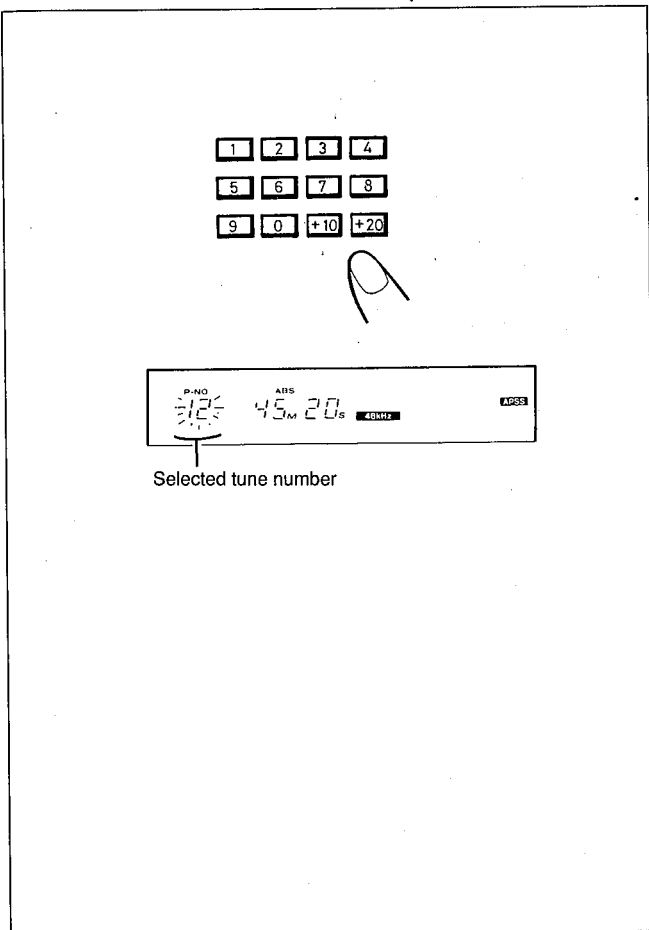 1 2 3 4
5 6 7 8
9 0 +10 +20
P-NO ABS
12 45M 20s 48kHz APSS
Selected tune number